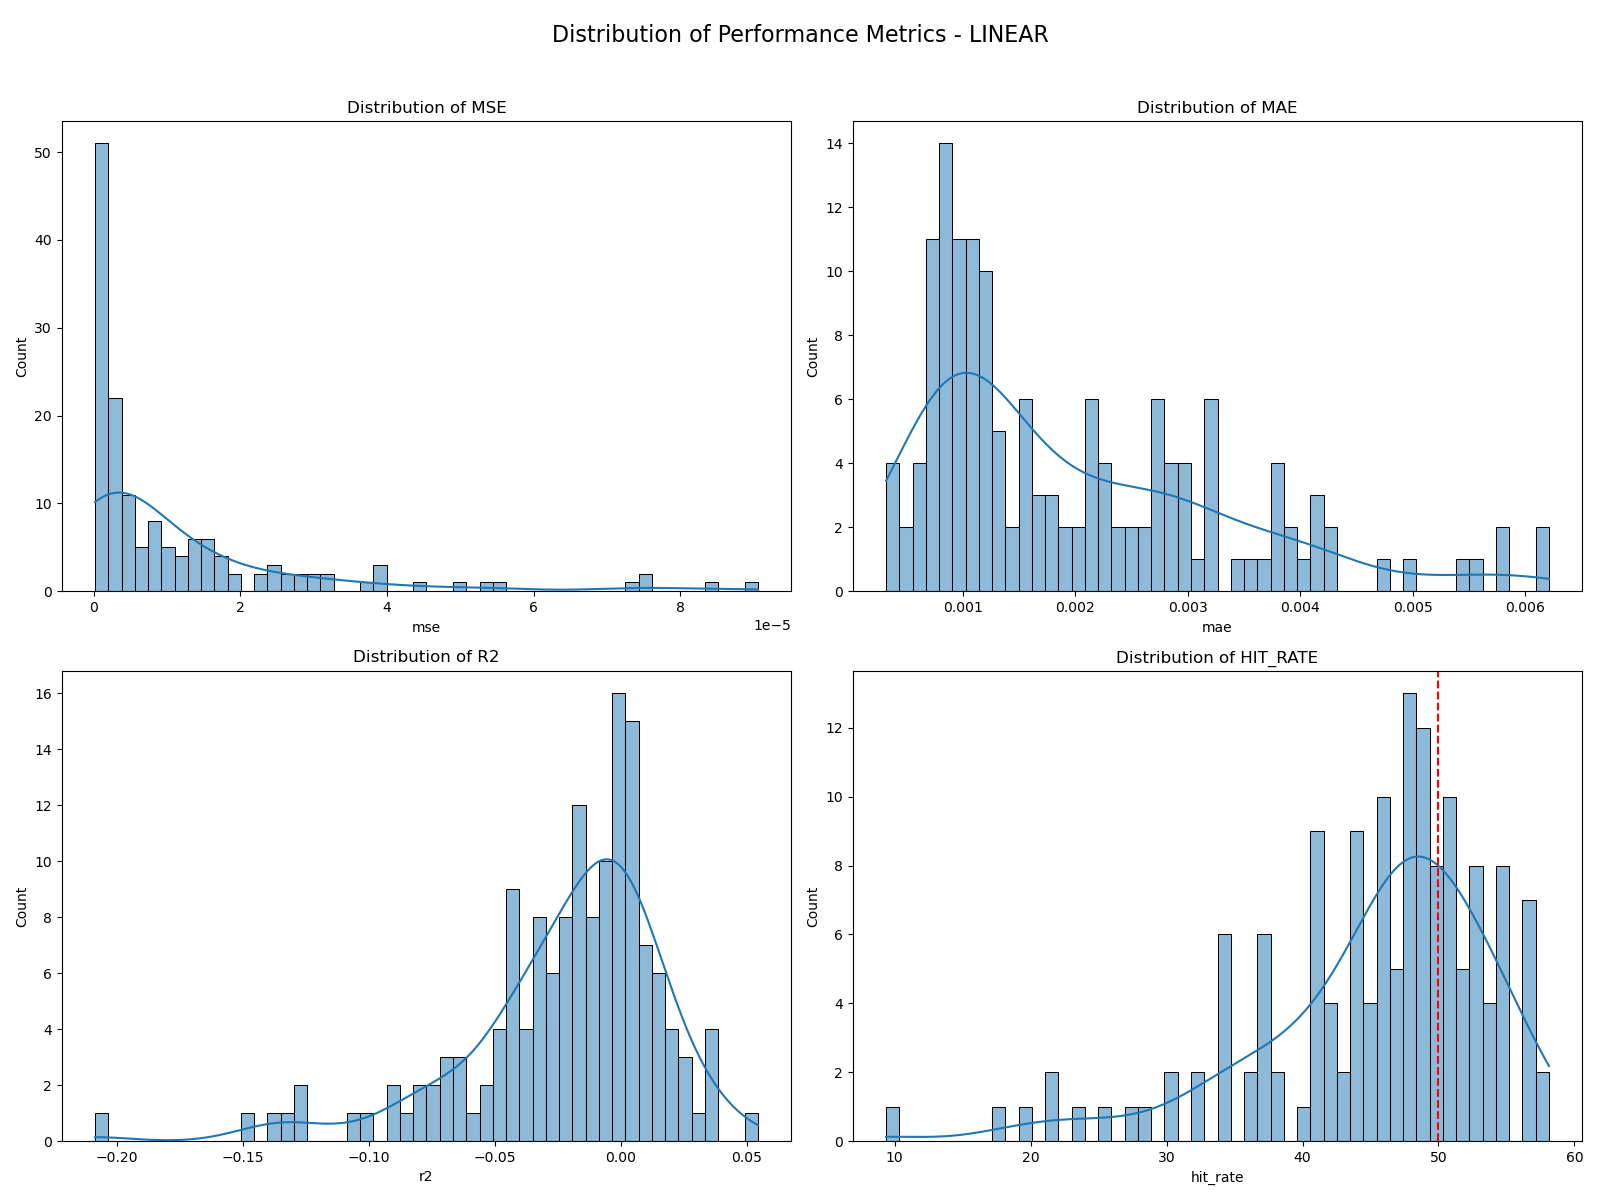 Distribution of Performance Metrics - LINEAR
Distribution of MSE
50
40
30
20
10
0
Count
0 2 4 6 8
1e−5
mse
Distribution of MAE
14
12
10
8
6
4
2
0
Count
0.001 0.002 0.003 0.004 0.005 0.006
mae
Distribution of R2
16
14
12
10
8
6
4
2
0
Count
−0.20 −0.15 −0.10 −0.05 0.00 0.05
r2
Distribution of HIT_RATE
12
10
8
6
4
2
0
Count
10 20 30 40 50 60
hit_rate